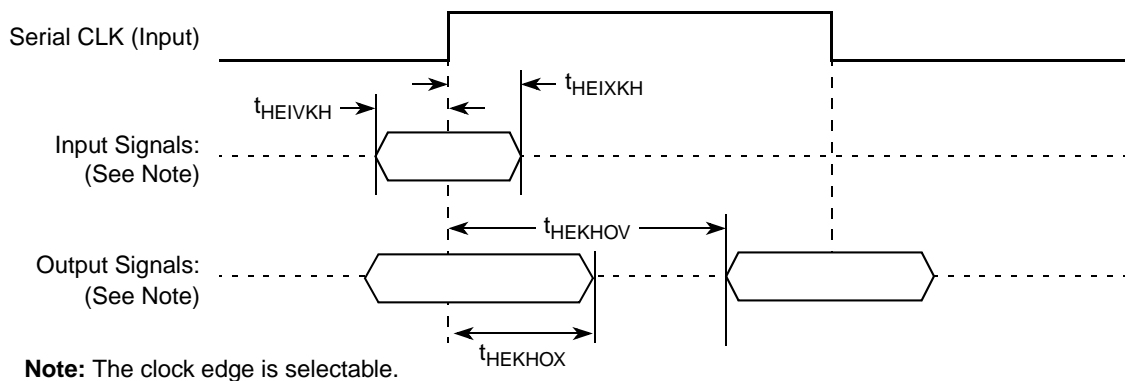 Serial CLK (Input)
tHEIXKH
tHEIVKH
Input Signals:
(See Note)
tHEKHOV
Output Signals:
(See Note)
tHEKHOX
Note: The clock edge is selectable.